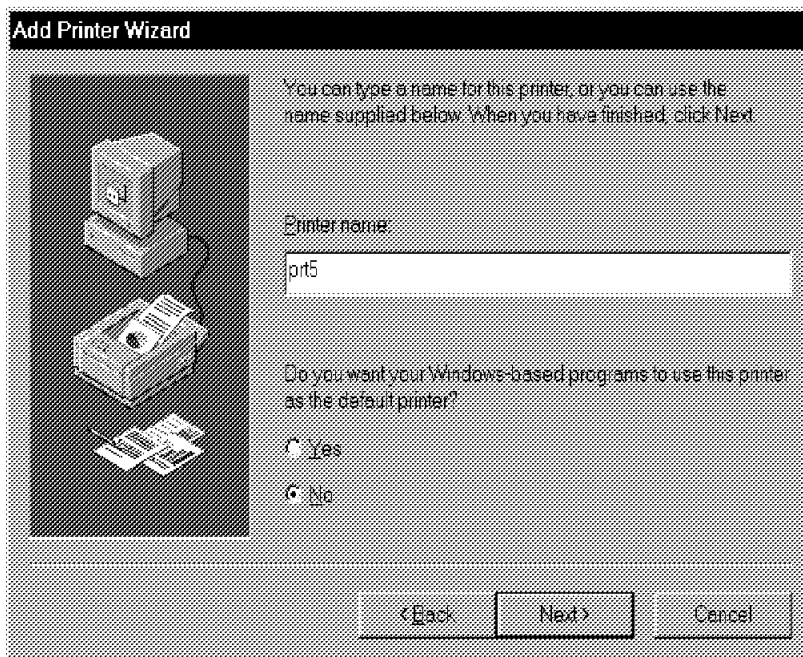 Add Printer Wizard
You can type a name for this printer, or you can use the
name supplied below. When you have finished, click Next.
Printer name:
prt5
Do you want your Windows-based programs to use this printer
as the default printer?
Yes
No
< Back Next > Cancel